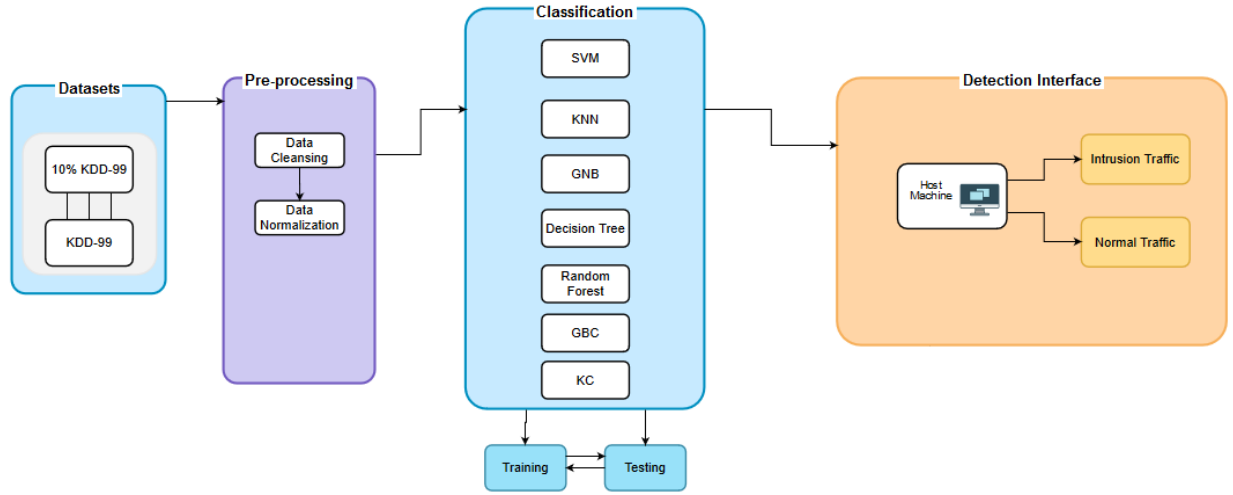 Datasets
10% KDD-99
KDD-99
Pre-processing
Data
Cleansing
Data
Normalization
Classification
SVM
KNN
GNB
Decision Tree
Random
Forest
GBC
KC
Training
Testing
Detection Interface
Host
Machine
Intrusion Traffic
Normal Traffic